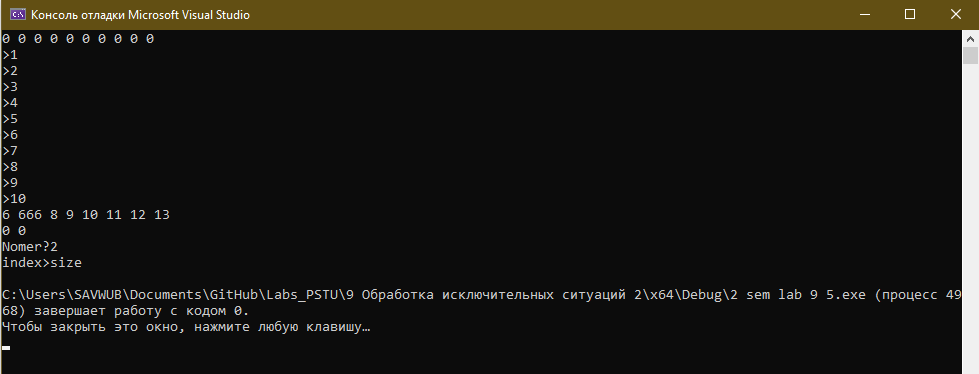 Консоль отладки Microsoft Visual Studio
0 0 0 0 0 0 0 0 0 0
>1
>2
>3
>4
>5
>6
>7
>8
>9
>10
6 666 8 9 10 11 12 13
0 0
Nomer?2
index>size
C:\Users\SAVWUB\Documents\GitHub\Labs_PSTU\9 Обработка исключительных ситуаций 2\x64\Debug\2 sem lab 9 5.exe (процесс 49
68) завершает работу с кодом 0.
Чтобы закрыть это окно, нажмите любую клавишу…